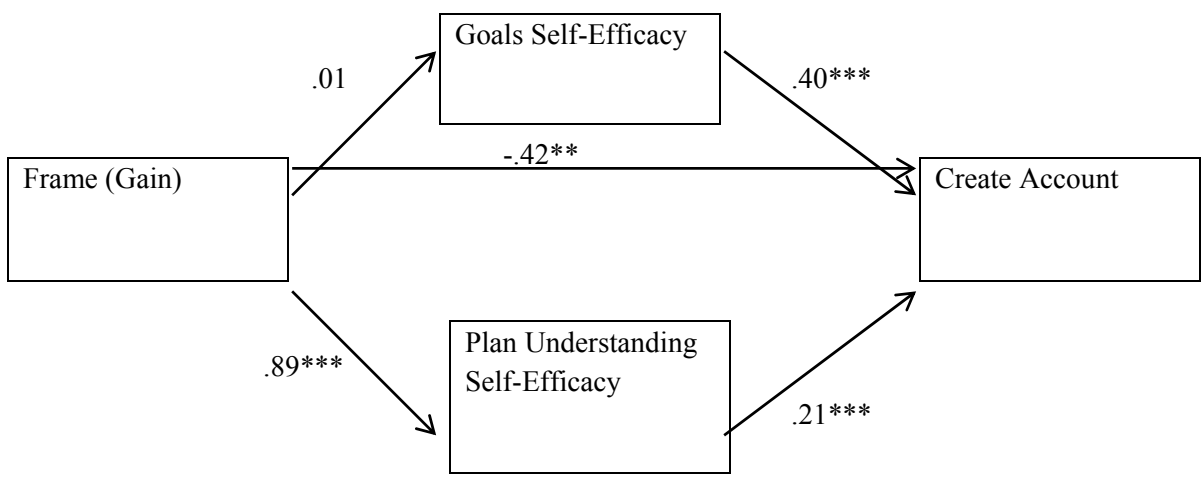 Goals Self-Efficacy
.01
.40***
-.42**
Frame (Gain)
Create Account
Plan Understanding
Self-Efficacy
.89***
.21***